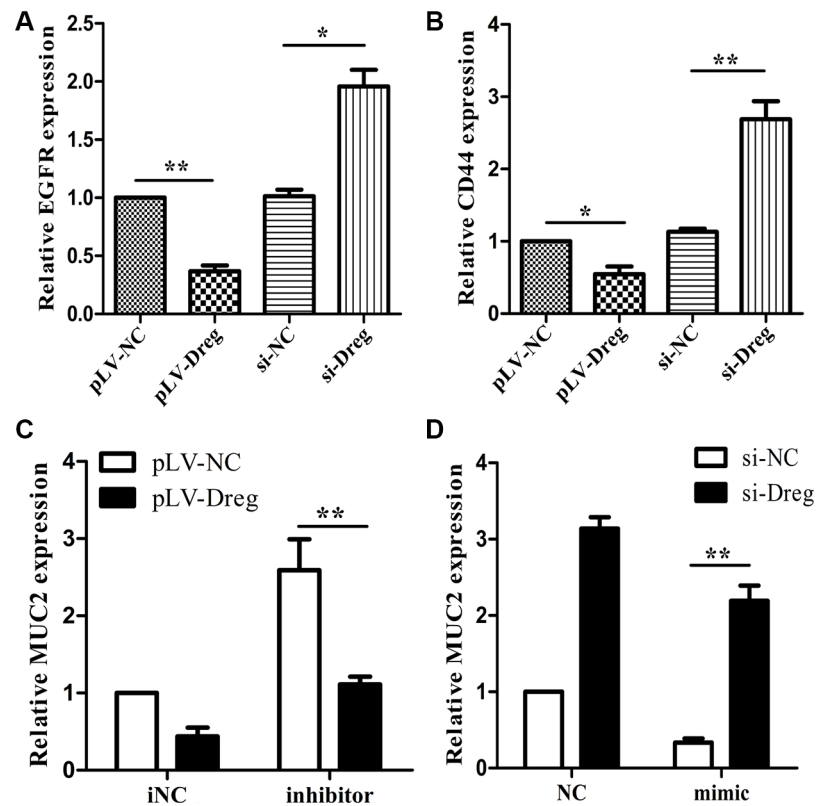 A
Relative EGFR expression
2.5
2.0
1.5
1.0
0.5
0.0
**
*
pLV-NC
pLV-Dreg
si-NC
si-Dreg
B
Relative CD44 expression
4
3
2
1
0
*
**
pLV-NC
pLV-Dreg
si-NC
si-Dreg
C
pLV-NC
pLV-Dreg
Relative MUC2 expression
4
3
2
1
0
**
iNC
inhibitor
D
si-NC
si-Dreg
Relative MUC2 expression
4
3
2
1
0
**
NC
mimic